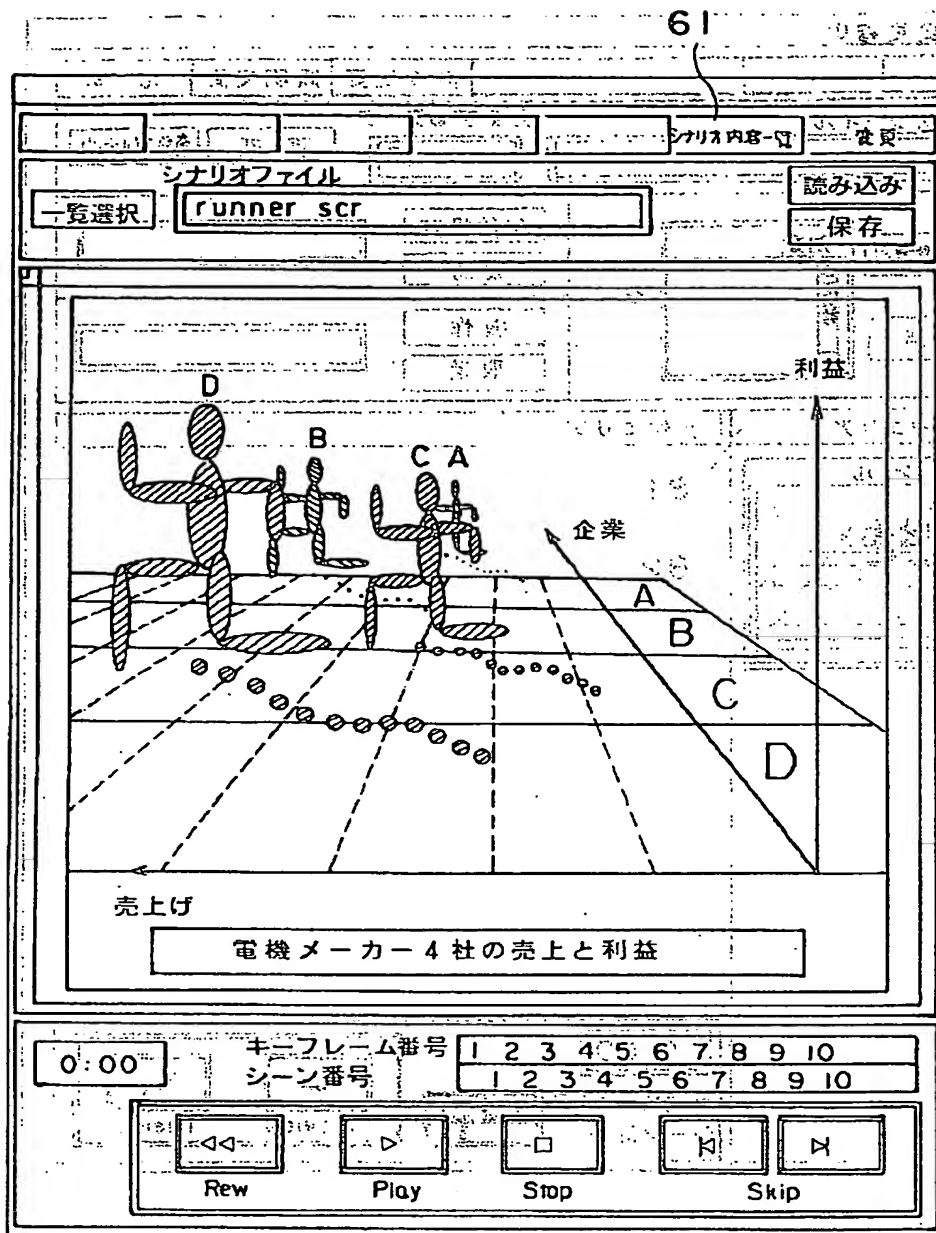 61
シナリオ内容一覧 変更
シナリオファイル
一覧選択 runner scr 読み込み
保存
利益
D
B
C A
企業
A
B
C
D
売上げ
電機メーカー4社の売上と利益
0:00
キーフレーム番号 1 2 3 4 5 6 7 8 9 10
シーン番号 1 2 3 4 5 6 7 8 9 10
Rew Play Stop Skip